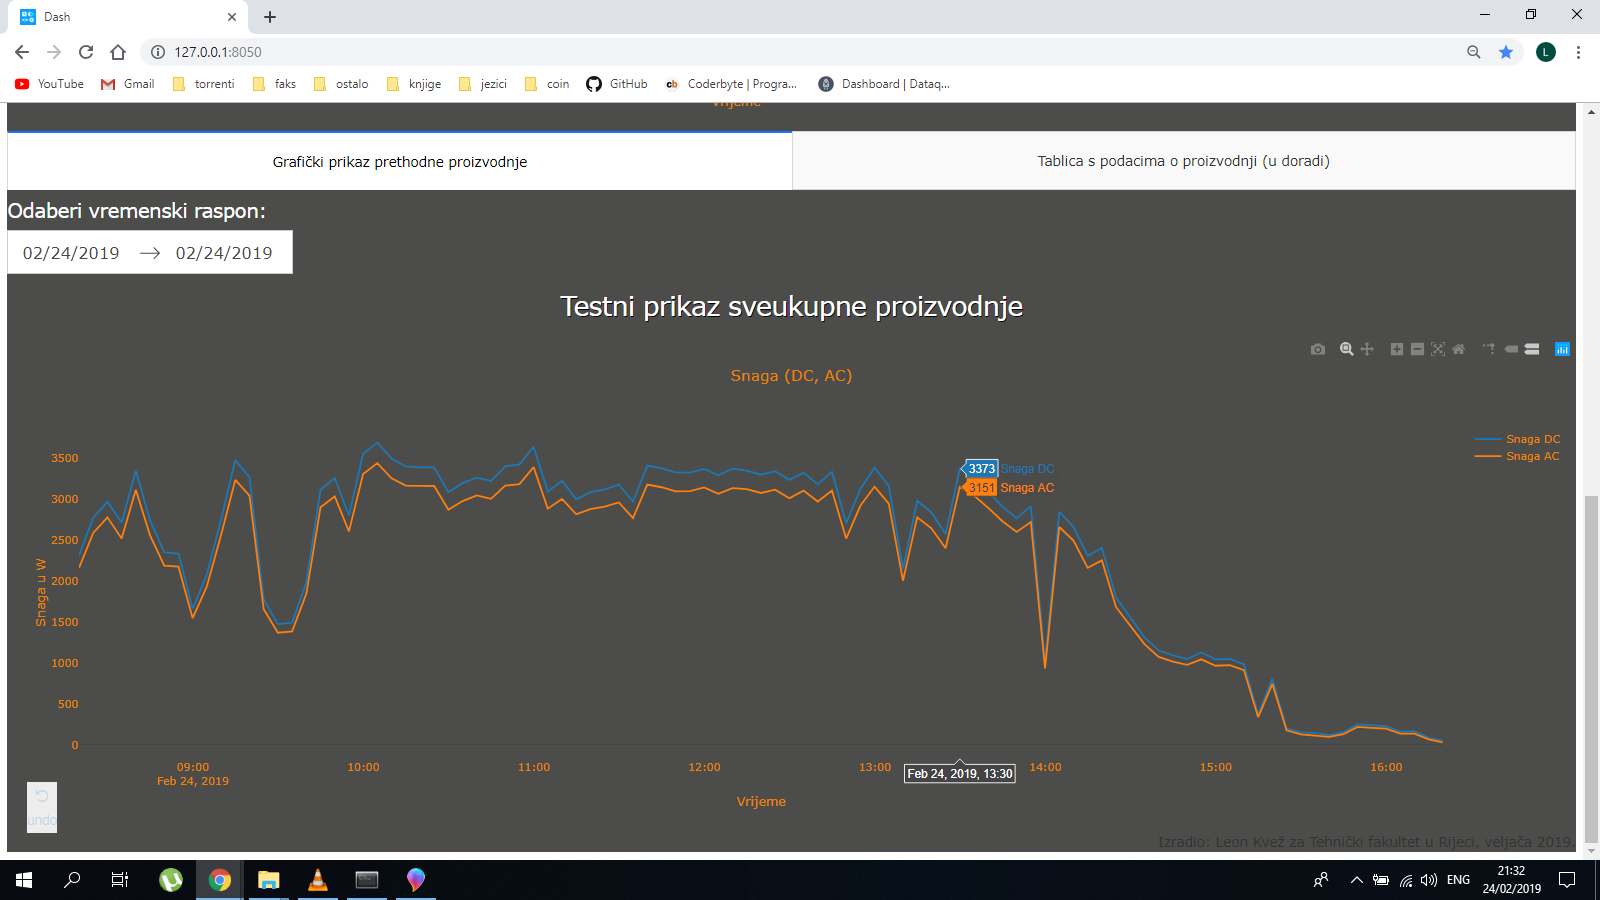 Dash
127.0.0.1:8050
L
YouTube
Gmail
torrenti
faks
ostalo
knjige
jezici
coin
GitHub
cb
Coderbyte | Progra...
Dashboard | Dataq...
Vrijeme
Grafički prikaz prethodne proizvodnje
Tablica s podacima o proizvodnji (u doradi)
Odaberi vremenski raspon:
02/24/2019 → 02/24/2019
Testni prikaz sveukupne proizvodnje
Snaga (DC, AC)
Snaga DC
Snaga AC
3373 Snaga DC
3151 Snaga AC
Snaga u W
3500
3000
2500
2000
1500
1000
500
0
09:00
Feb 24, 2019
10:00
11:00
12:00
13:00
Feb 24, 2019, 13:30
14:00
15:00
16:00
Vrijeme
undo
Izradio: Leon Kvež za Tehnički fakultet u Rijeci, veljača 2019.
ENG
21:32
24/02/2019